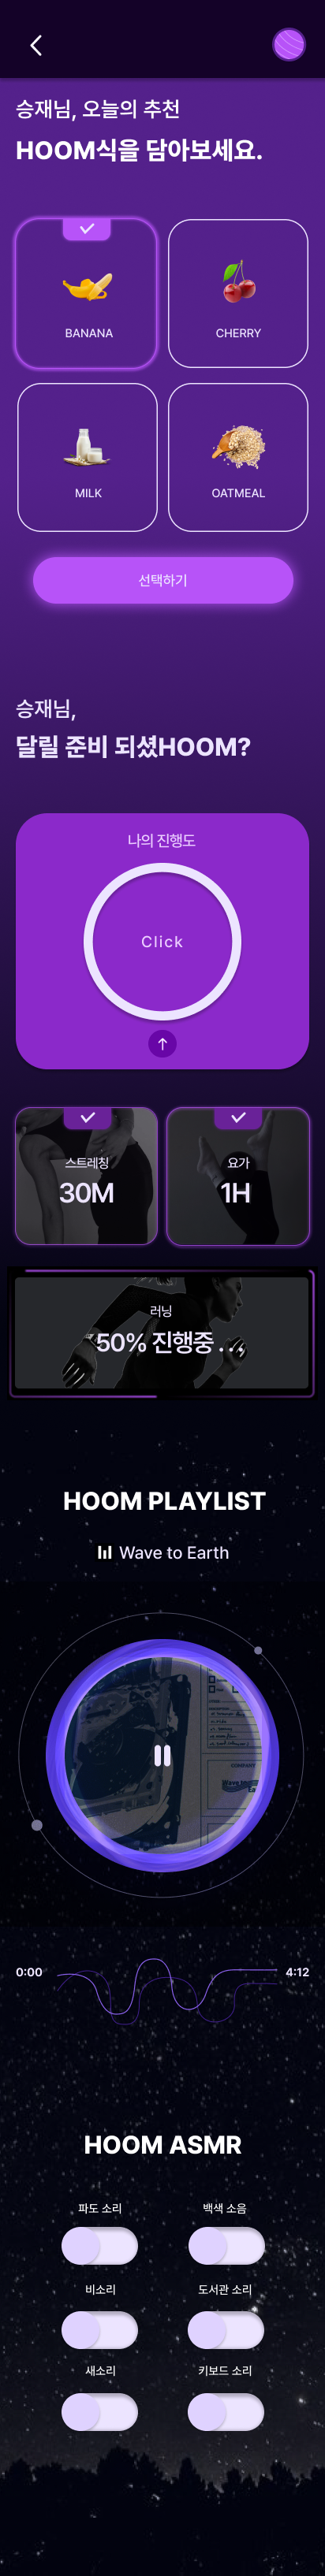 승재님, 오늘의 추천
HOOM식을 담아보세요.
BANANA
CHERRY
MILK
OATMEAL
선택하기
승재님,
달릴 준비 되셨HOOM?
나의 진행도
Click
스트레칭
30M
요가
1H
러닝
50% 진행중 . . .
HOOM PLAYLIST
Wave to Earth
COMPANY
0:00
4:12
HOOM ASMR
파도 소리
백색 소음
비소리
도서관 소리
새소리
키보드 소리